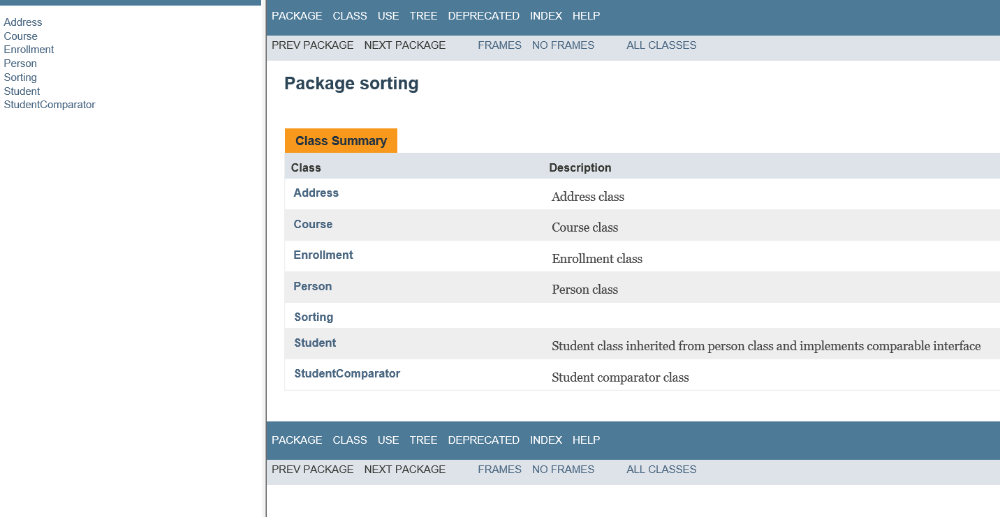 Address
Course
Enrollment
Person
Sorting
Student
StudentComparator
PACKAGE CLASS USE TREE DEPRECATED INDEX HELP
PREV PACKAGE NEXT PACKAGE FRAMES NO FRAMES ALL CLASSES
Package sorting
Class Summary
Class Description
Address Address class
Course Course class
Enrollment Enrollment class
Person Person class
Sorting
Student Student class inherited from person class and implements comparable interface
StudentComparator Student comparator class
PACKAGE CLASS USE TREE DEPRECATED INDEX HELP
PREV PACKAGE NEXT PACKAGE FRAMES NO FRAMES ALL CLASSES